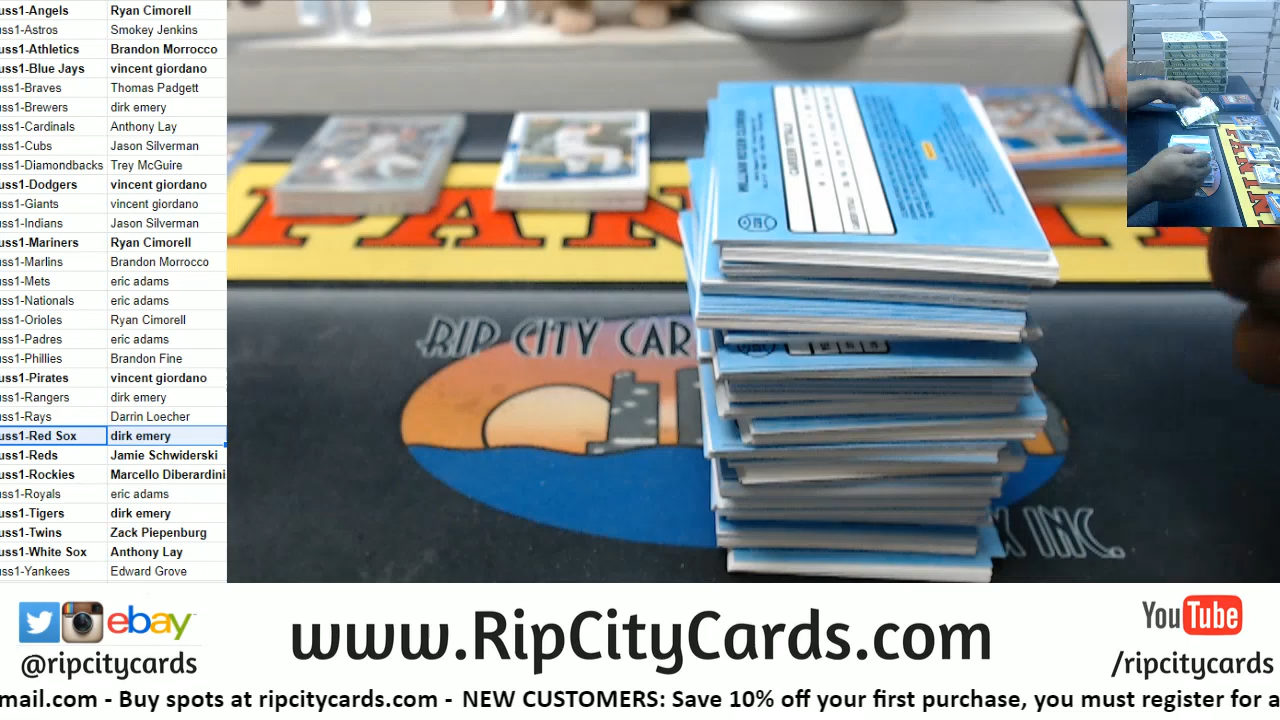 uss1-Angels Ryan Cimorell
uss1-Astros Smokey Jenkins
uss1-Athletics Brandon Morrocco
uss1-Blue Jays vincent giordano
uss1-Braves Thomas Padgett
uss1-Brewers dirk emery
uss1-Cardinals Anthony Lay
uss1-Cubs Jason Silverman
uss1-Diamondbacks Trey McGuire
uss1-Dodgers vincent giordano
uss1-Giants vincent giordano
uss1-Indians Jason Silverman
uss1-Mariners Ryan Cimorell
uss1-Marlins Brandon Morrocco
uss1-Mets eric adams
uss1-Nationals eric adams
uss1-Orioles Ryan Cimorell
uss1-Padres eric adams
uss1-Phillies Brandon Fine
uss1-Pirates vincent giordano
uss1-Rangers dirk emery
uss1-Rays Darrin Loecher
uss1-Red Sox dirk emery
uss1-Reds Jamie Schwiderski
uss1-Rockies Marcello Diberardini
uss1-Royals eric adams
uss1-Tigers dirk emery
uss1-Twins Zack Piepenburg
uss1-White Sox Anthony Lay
uss1-Yankees Edward Grove
PANI
WILLIAM ROGER CLEMENS
CAREER TOTALS
RIP CITY CAR
K INC.
ebay
@ripcitycards
www.RipCityCards.com
YouTube
/ripcitycards
mail.com - Buy spots at ripcitycards.com - NEW CUSTOMERS: Save 10% off your first purchase, you must register for a